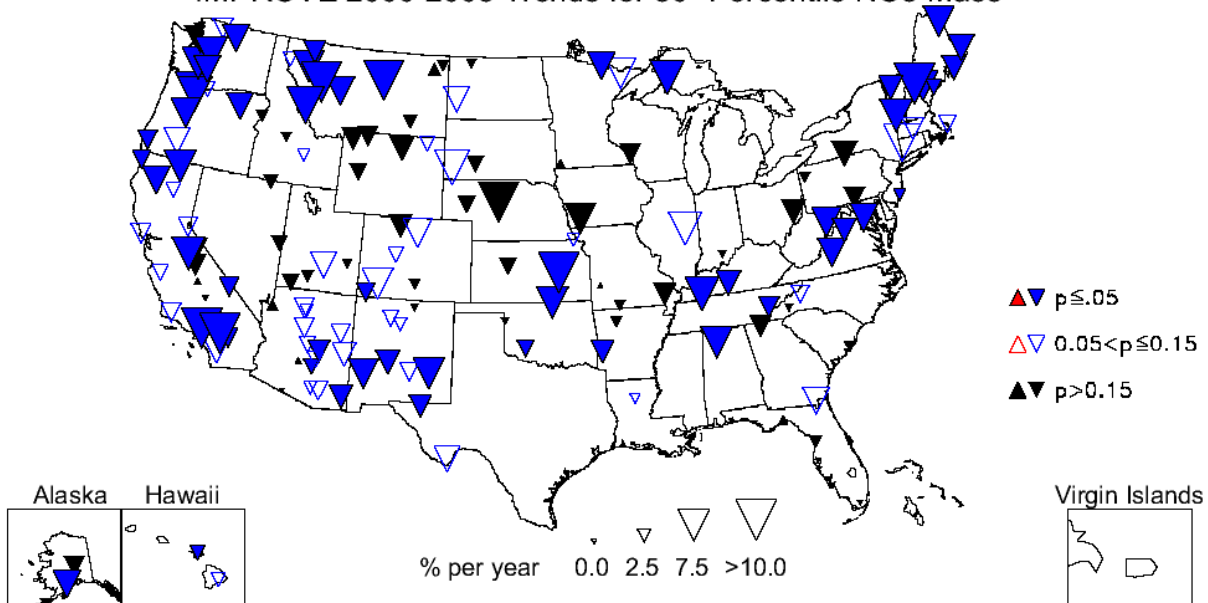 Alaska
Hawaii
Virgin Islands
p≤.05
0.05<p≤0.15
p>0.15
% per year 0.0 2.5 7.5 >10.0